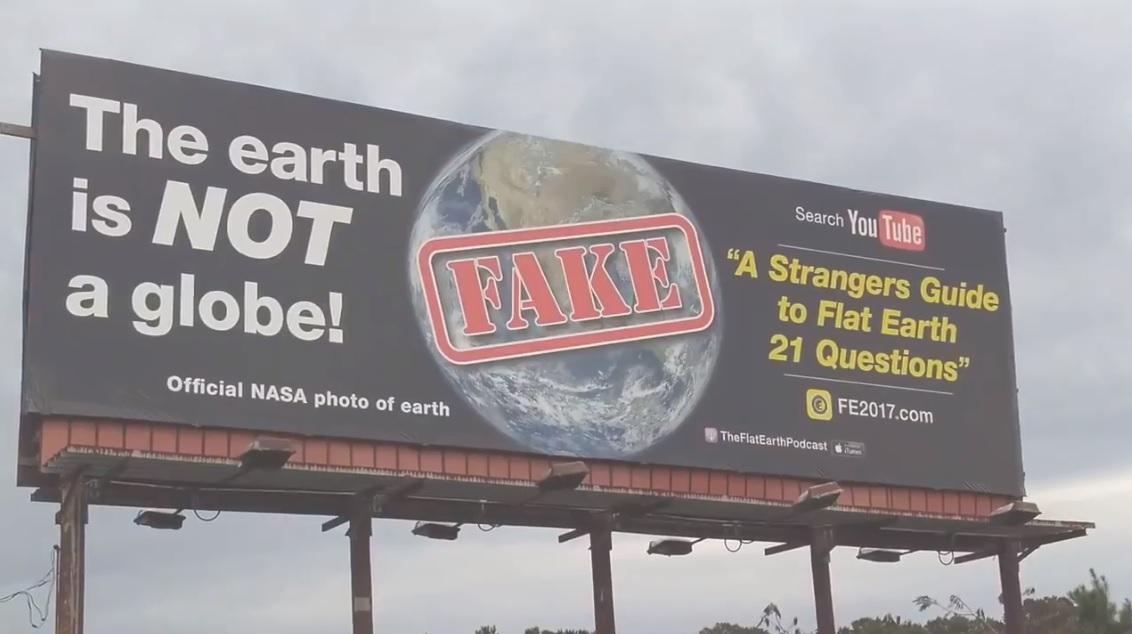 The earth
is NOT
a globe!
Official NASA photo of earth
FAKE
Search YouTube
“A Strangers Guide
to Flat Earth
21 Questions”
FE2017.com
TheFlatEarthPodcast
iTunes